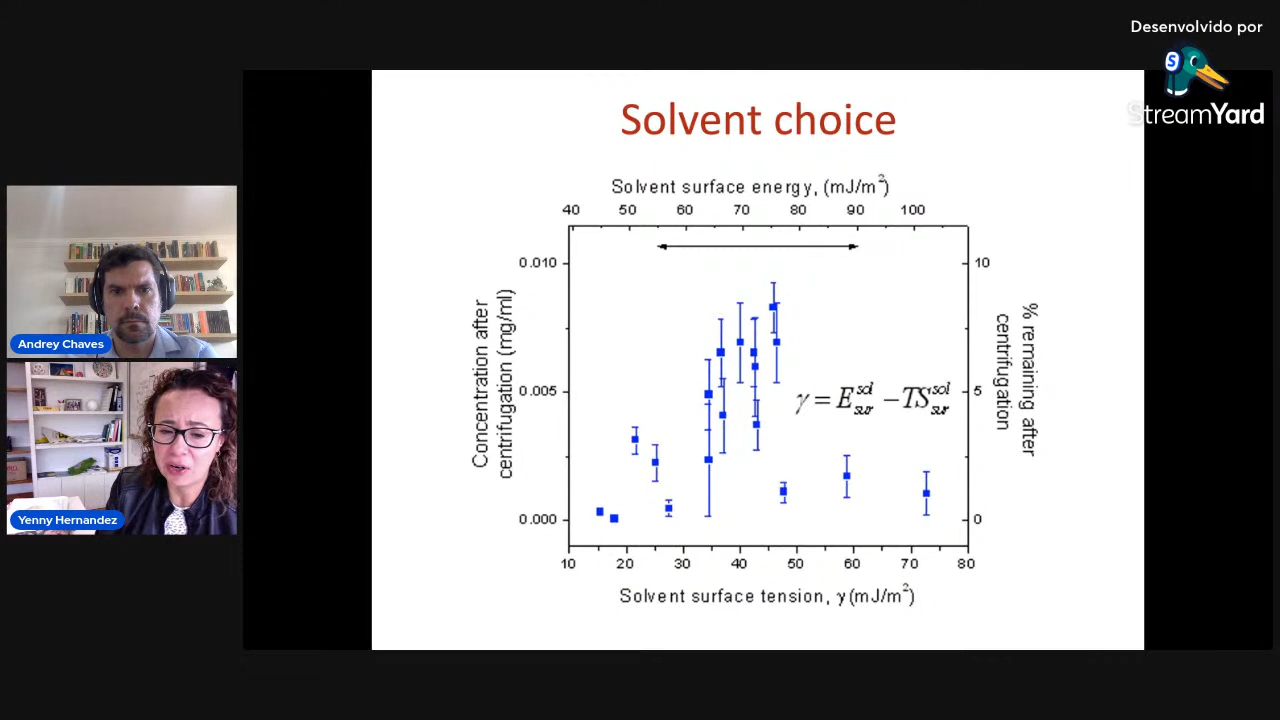 Desenvolvido por
StreamYard
Solvent choice
Solvent surface energy, (mJ/m²)
40 50 60 70 80 90 100
0.010
0.005
0.000
Concentration after
centrifugation (mg/ml)
10
5
0
% remaining after
centrifugation
γ = E^sol_sur − TS^sol_sur
10 20 30 40 50 60 70 80
Solvent surface tension, γ (mJ/m²)
Andrey Chaves
Yenny Hernandez